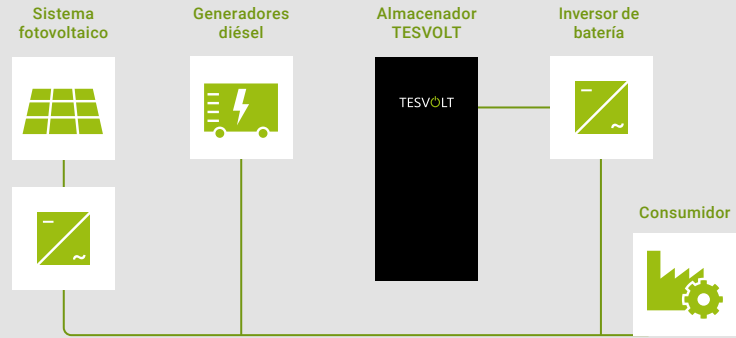 Sistema
fotovoltaico
Generadores
diésel
Almacenador
TESVOLT
Inversor de
batería
TESVOLT
Consumidor